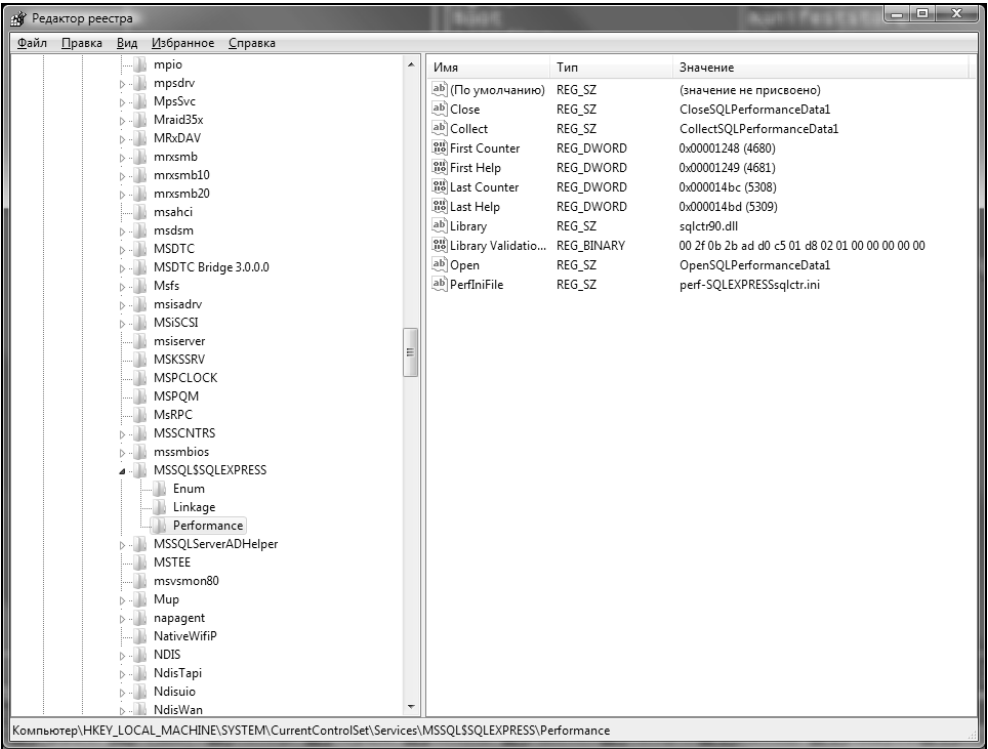 Редактор реестра
Файл Правка Вид Избранное Справка
mpio
mpsdrv
MpsSvc
Mraid35x
MRxDAV
mrxsmb
mrxsmb10
mrxsmb20
msahci
msdsm
MSDTC
MSDTC Bridge 3.0.0.0
Msfs
msisadrv
MSiSCSI
msiserver
MSKSSRV
MSPCLOCK
MSPQM
MsRPC
MSSCNTRS
mssmbios
MSSQL$SQLEXPRESS
Enum
Linkage
Performance
MSSQLServerADHelper
MSTEE
msvsmon80
Mup
napagent
NativeWifiP
NDIS
NdisTapi
Ndisuio
NdisWan
Имя Тип Значение
(По умолчанию) REG_SZ (значение не присвоено)
Close REG_SZ CloseSQLPerformanceData1
Collect REG_SZ CollectSQLPerformanceData1
First Counter REG_DWORD 0x00001248 (4680)
First Help REG_DWORD 0x00001249 (4681)
Last Counter REG_DWORD 0x000014bc (5308)
Last Help REG_DWORD 0x000014bd (5309)
Library REG_SZ sqlctr90.dll
Library Validatio... REG_BINARY 00 2f 0b 2b ad d0 c5 01 d8 02 01 00 00 00 00 00
Open REG_SZ OpenSQLPerformanceData1
PerfIniFile REG_SZ perf-SQLEXPRESSsqlctr.ini
Компьютер\HKEY_LOCAL_MACHINE\SYSTEM\CurrentControlSet\Services\MSSQL$SQLEXPRESS\Performance